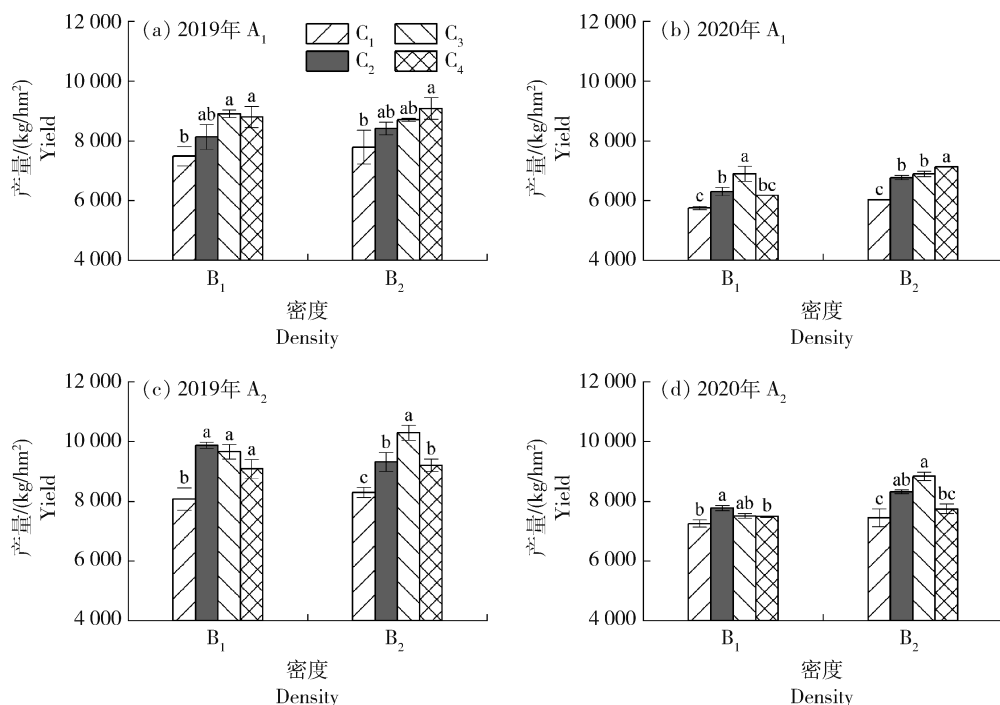 (a) 2019年 A₁
C₁
C₃
C₂
C₄
12 000
10 000
8 000
6 000
4 000
产量/(kg/hm²)
Yield
b
ab
a
a
b
ab
ab
a
B₁
B₂
密度
Density
(b) 2020年 A₁
12 000
10 000
8 000
6 000
4 000
产量/(kg/hm²)
Yield
c
b
a
bc
c
b
b
a
B₁
B₂
密度
Density
(c) 2019年 A₂
12 000
10 000
8 000
6 000
4 000
产量/(kg/hm²)
Yield
b
a
a
a
c
b
a
b
B₁
B₂
密度
Density
(d) 2020年 A₂
12 000
10 000
8 000
6 000
4 000
产量/(kg/hm²)
Yield
b
a
ab
b
c
ab
a
bc
B₁
B₂
密度
Density